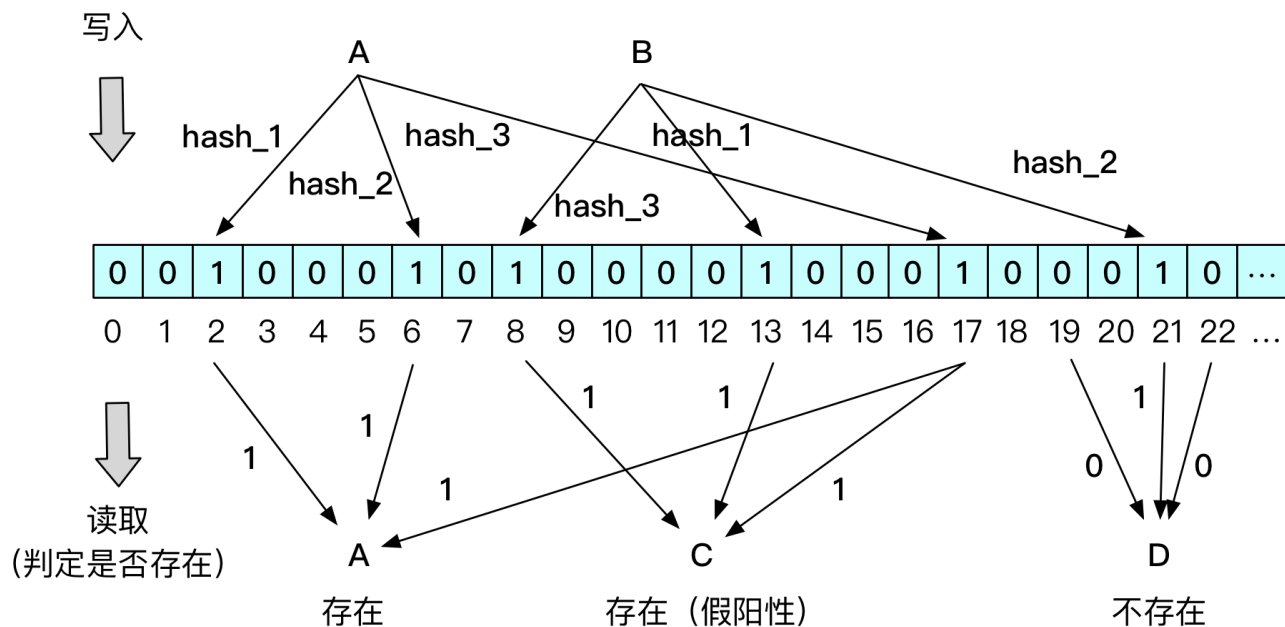 写入
A B
hash_1 hash_3 hash_1 hash_2
hash_2 hash_3
0 0 1 0 0 0 1 0 1 0 0 0 0 1 0 0 0 1 0 0 0 1 0 ...
0 1 2 3 4 5 6 7 8 9 10 11 12 13 14 15 16 17 18 19 20 21 22 ...
1 1 1
1 1 1 1 0 0
读取
(判定是否存在)
A C D
存在 存在（假阳性） 不存在